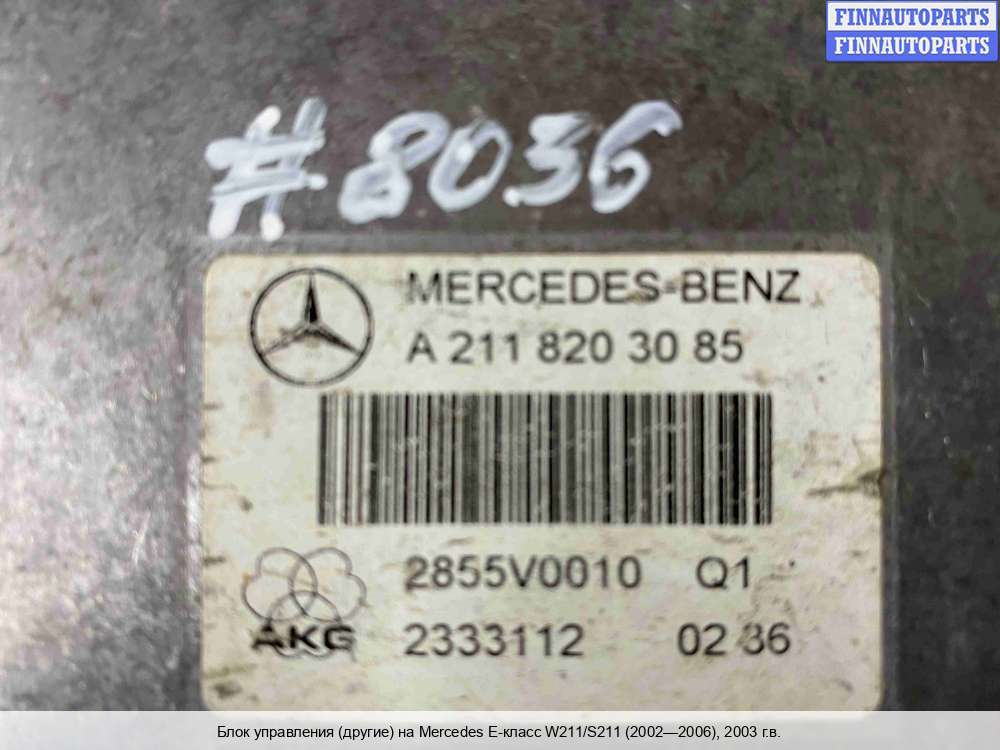 FINNAUTOPARTS
FINNAUTOPARTS
#8036
MERCEDES-BENZ
A 211 820 30 85
2855V0010 Q1
AKG 2333112 02 36
Блок управления (другие) на Mercedes E-класс W211/S211 (2002—2006), 2003 г.в.